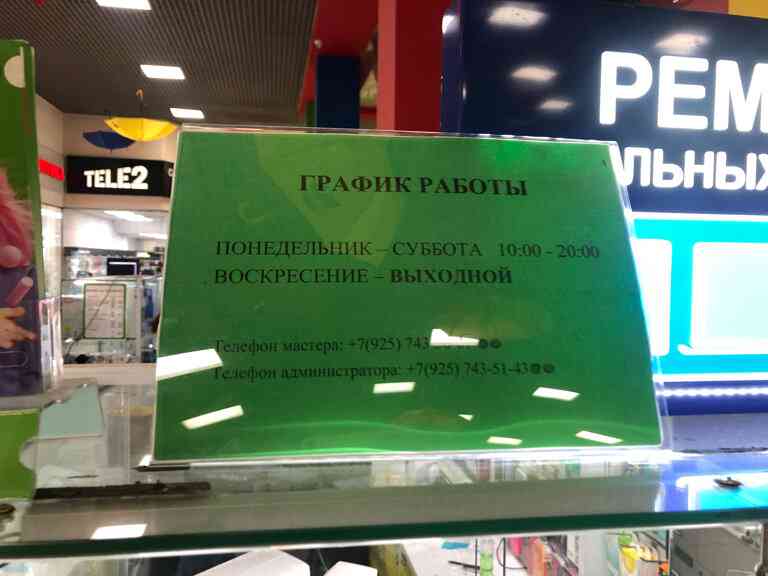 РЕМ
ЛЬНЫХ
TELE2
ГРАФИК РАБОТЫ
ПОНЕДЕЛЬНИК – СУББОТА 10:00 - 20:00
ВОСКРЕСЕНИЕ – ВЫХОДНОЙ
Телефон мастера: +7(925) 743
Телефон администратора: +7(925) 743-51-43